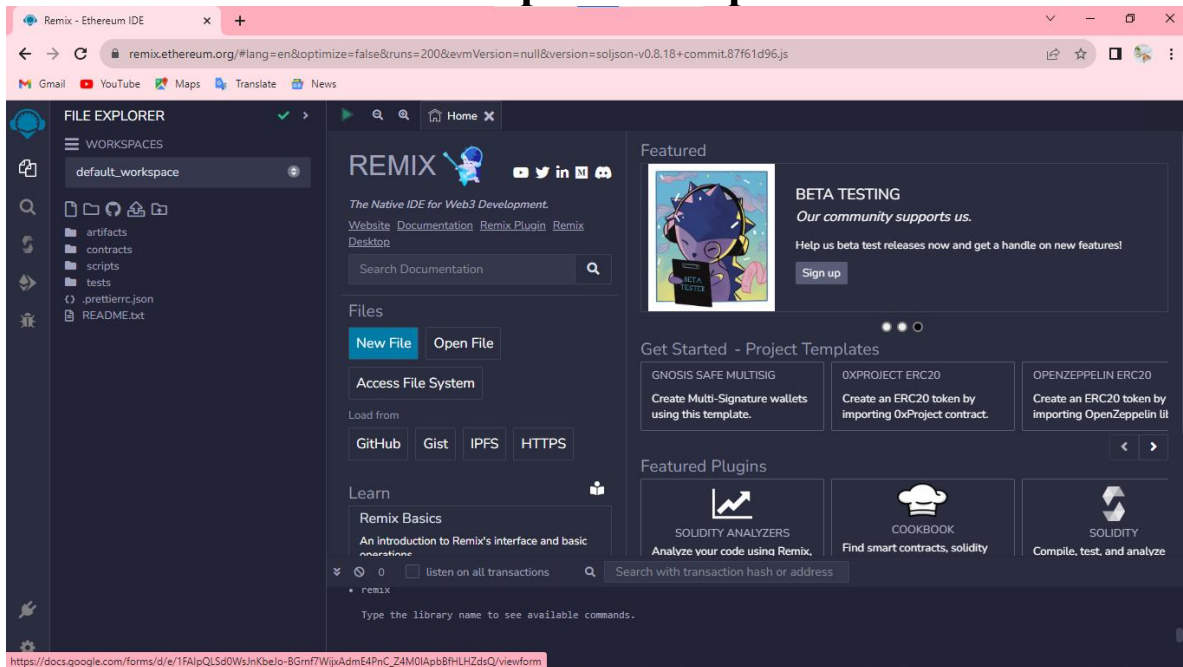 Remix - Ethereum IDE
remix.ethereum.org/#lang=en&optimize=false&runs=200&evmVersion=null&version=soljson-v0.8.18+commit.87f61d96.js
Gmail YouTube Maps Translate News
FILE EXPLORER
WORKSPACES
default_workspace
artifacts
contracts
scripts
tests
.prettierrc.json
README.txt
Home
REMIX
The Native IDE for Web3 Development.
Website Documentation Remix Plugin Remix
Desktop
Search Documentation
Files
New File Open File
Access File System
Load from
GitHub Gist IPFS HTTPS
Learn
Remix Basics
An introduction to Remix's interface and basic
operations
Featured
BETA TESTER
BETA TESTING
Our community supports us.
Help us beta test releases now and get a handle on new features!
Sign up
Get Started - Project Templates
GNOSIS SAFE MULTISIG
Create Multi-Signature wallets
using this template.
0XPROJECT ERC20
Create an ERC20 token by
importing 0xProject contract.
OPENZEPPELIN ERC20
Create an ERC20 token by
importing OpenZeppelin
Featured Plugins
SOLIDITY ANALYZERS
Analyze your code using Remix,
COOKBOOK
Find smart contracts, solidity
SOLIDITY
Compile, test, and analyze
0 listen on all transactions Search with transaction hash or address
• remix
Type the library name to see available commands.